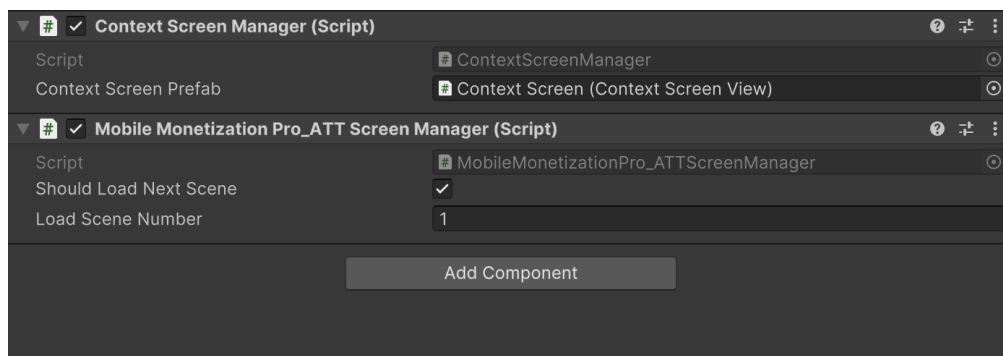 Context Screen Manager (Script)
Script ContextScreenManager
Context Screen Prefab Context Screen (Context Screen View)
Mobile Monetization Pro_ATT Screen Manager (Script)
Script MobileMonetizationPro_ATTScreenManager
Should Load Next Scene
Load Scene Number 1
Add Component